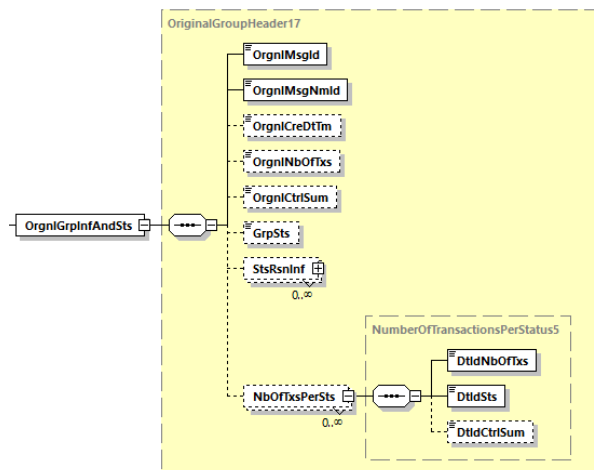 OriginalGroupHeader17
OrgnlMsgId
OrgnlMsgNmId
OrgnlCreDtTm
OrgnlNbOfTxs
OrgnlCtrlSum
OrgnlGrpInfAndSts
GrpSts
StsRsnInf
0..∞
NumberOfTransactionsPerStatus5
DtldNbOfTxs
NbOfTxsPerSts
DtldSts
0..∞
DtldCtrlSum